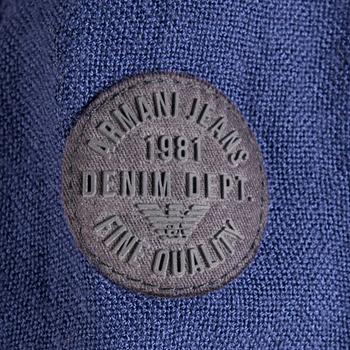 ARMANI JEANS
1981
DENIM DEPT.
FINE QUALITY